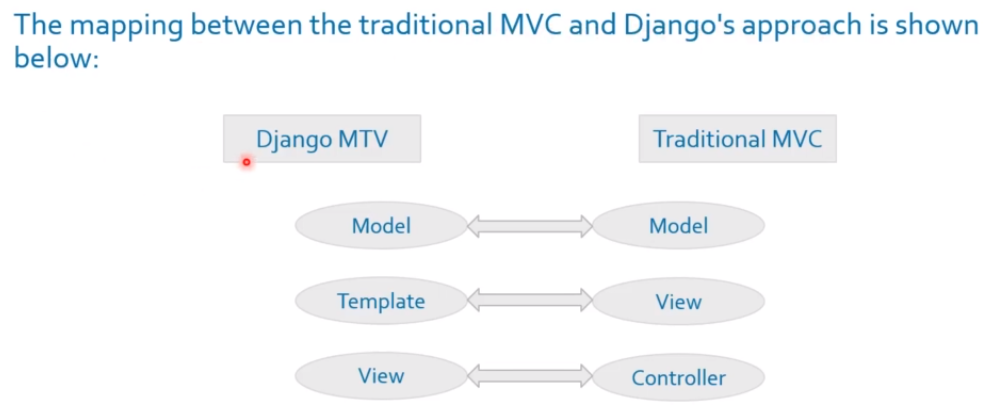 The mapping between the traditional MVC and Django's approach is shown
below:
Django MTV
Traditional MVC
Model
Model
Template
View
View
Controller